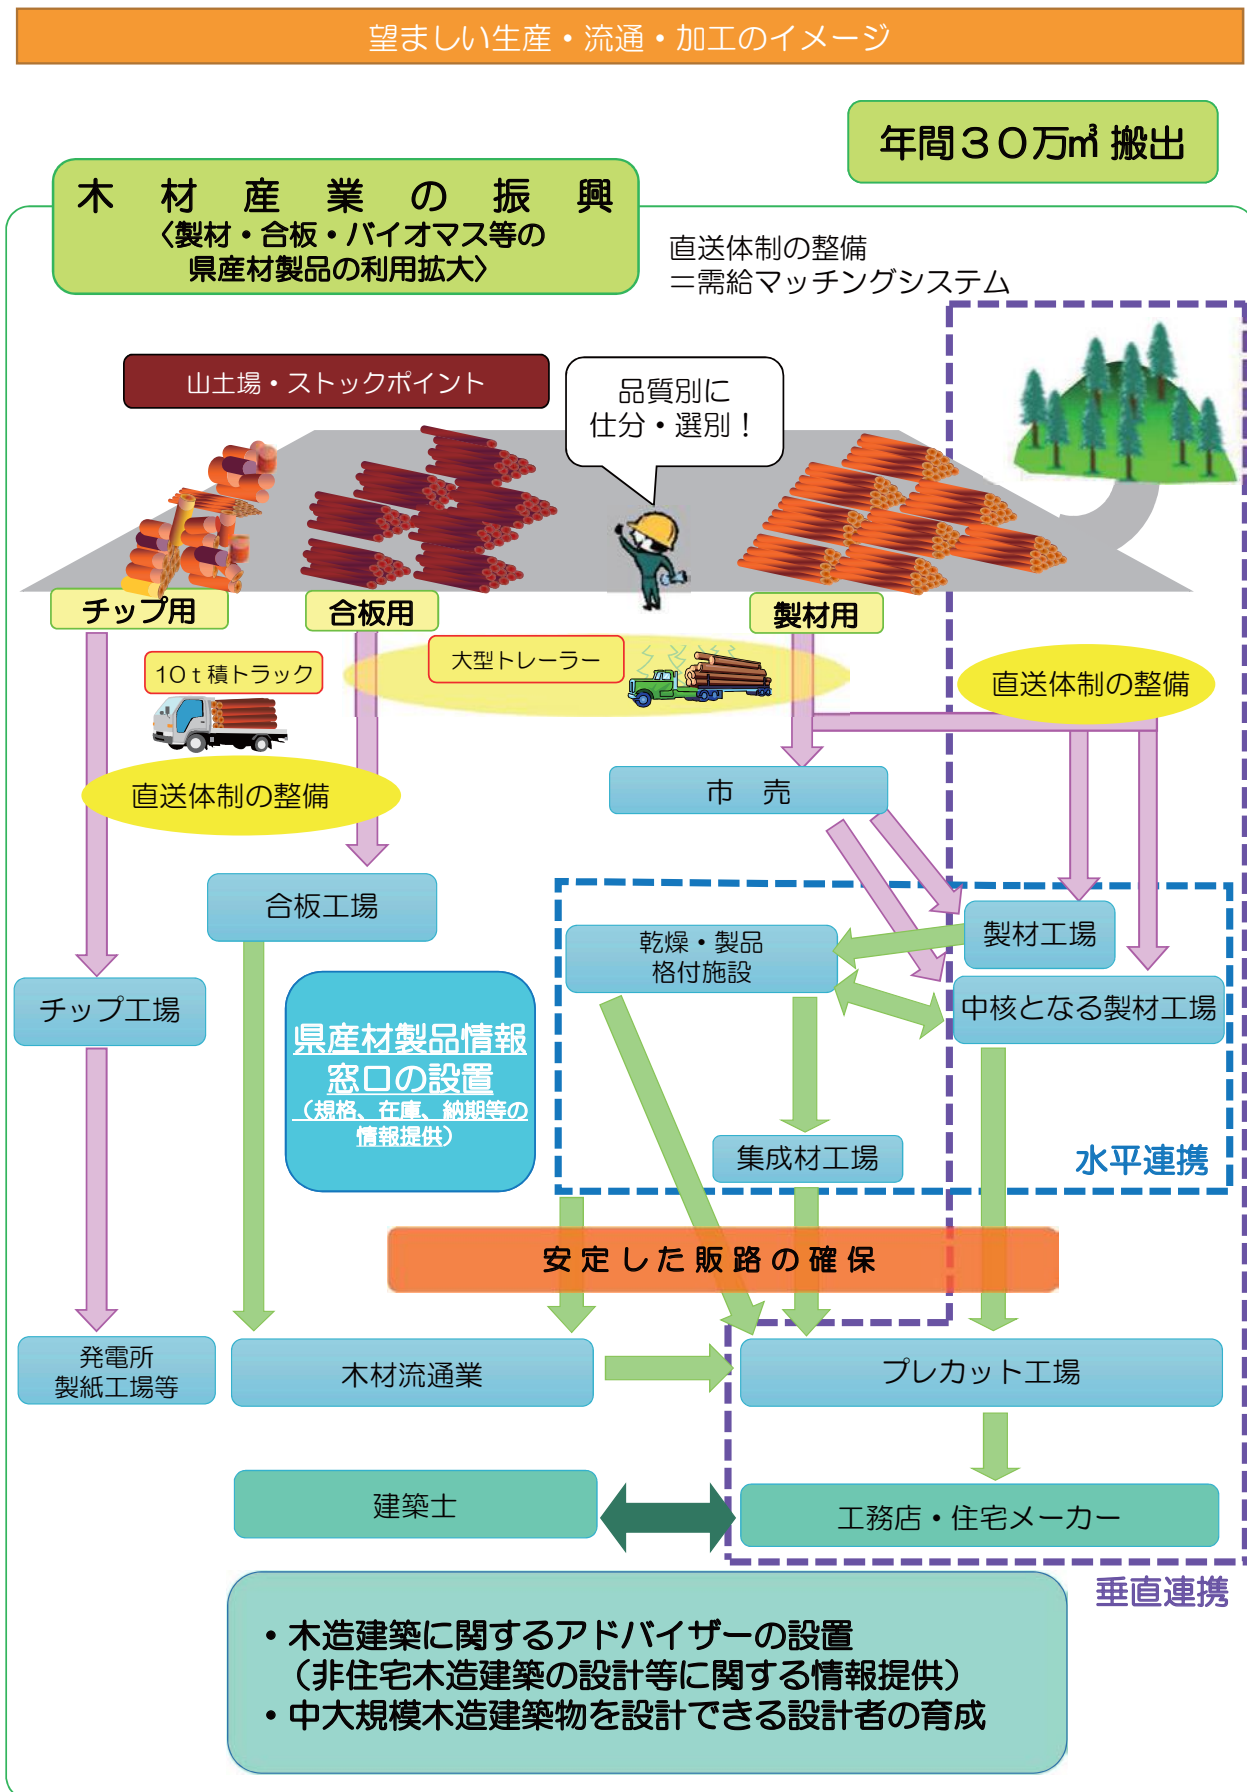 望ましい生産・流通・加工のイメージ
年間30万㎥ 搬出
木材産業の振興
〈製材・合板・バイオマス等の
県産材製品の利用拡大〉
直送体制の整備
＝需給マッチングシステム
山土場・ストックポイント
品質別に
仕分・選別！
チップ用
合板用
製材用
10ｔ積トラック
大型トレーラー
直送体制の整備
直送体制の整備
市 売
合板工場
製材工場
乾燥・製品
格付施設
チップ工場
中核となる製材工場
県産材製品情報
窓口の設置
（規格、在庫、納期等の
情報提供）
集成材工場
水平連携
安定した販路の確保
発電所
製紙工場等
木材流通業
プレカット工場
建築士
工務店・住宅メーカー
垂直連携
・木造建築に関するアドバイザーの設置
（非住宅木造建築の設計等に関する情報提供）
・中大規模木造建築物を設計できる設計者の育成